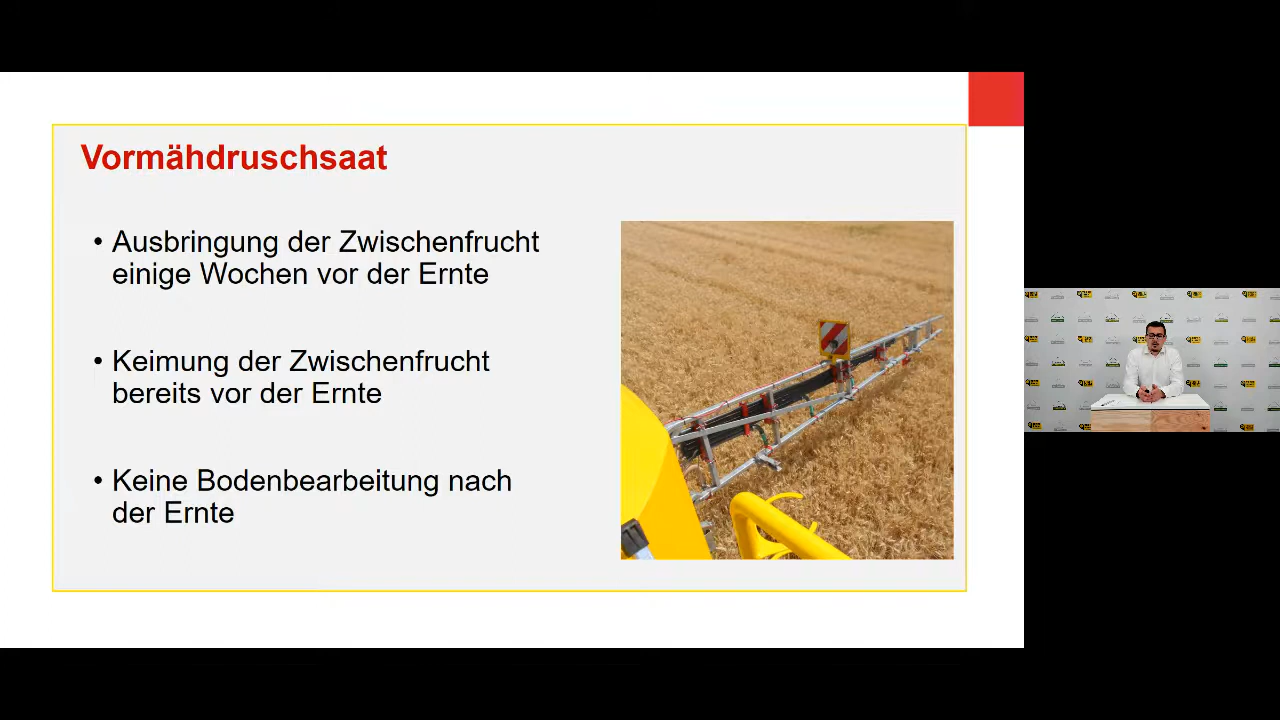 Vormähdruschsaat
• Ausbringung der Zwischenfrucht
einige Wochen vor der Ernte
• Keimung der Zwischenfrucht
bereits vor der Ernte
• Keine Bodenbearbeitung nach
der Ernte